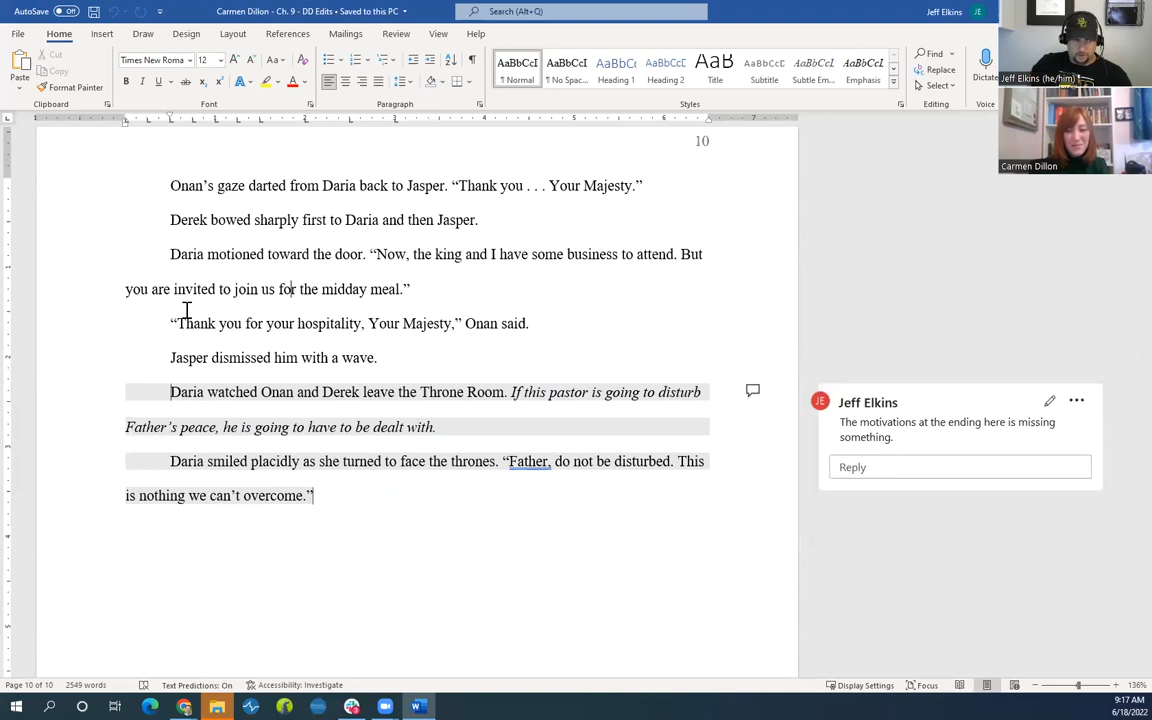 AutoSave Off Carmen Dillon - Ch. 9 - DD Edits • Saved to this PC Search (Alt+Q) Jeff Elkins JE
File Home Insert Draw Design Layout References Mailings Review View Help
Cut
Copy
Format Painter
Paste
Times New Roma 12
AaBbCcI AaBbCcI AaBbCcI AaBbCcI AaB AaBbCcI AaBbCcI AaBbCcI
¶ Normal ¶ No Spac... Heading 1 Heading 2 Title Subtitle Subtle Em... Emphasis
Find
Replace
Select
Dictate
Clipboard Font Paragraph Styles Editing Voice
Jeff Elkins (he/him)
Carmen Dillon
10
Onan’s gaze darted from Daria back to Jasper. “Thank you . . . Your Majesty.”
Derek bowed sharply first to Daria and then Jasper.
Daria motioned toward the door. “Now, the king and I have some business to attend. But
you are invited to join us for the midday meal.”
“Thank you for your hospitality, Your Majesty,” Onan said.
Jasper dismissed him with a wave.
Daria watched Onan and Derek leave the Throne Room. If this pastor is going to disturb
Father’s peace, he is going to have to be dealt with.
Daria smiled placidly as she turned to face the thrones. “Father, do not be disturbed. This
is nothing we can’t overcome.”
JE Jeff Elkins
The motivations at the ending here is missing
something.
Reply
Page 10 of 10 2549 words Text Predictions: On Accessibility: Investigate Display Settings Focus 136%
9:17 AM
6/18/2022